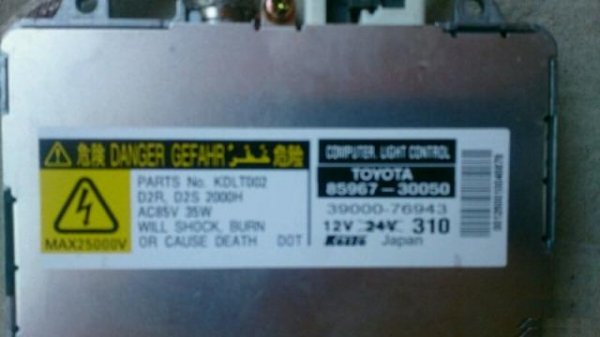 危険 DANGER GEFAHR خطر 危险
PARTS No. KDLT002
D2R, D2S 2000H
AC85V 35W
WILL SHOCK, BURN
OR CAUSE DEATH DOT
MAX25000V
COMPUTER, LIGHT CONTROL
TOYOTA
85967-30050
39000-76943
12V 24V 310
KOITO Japan